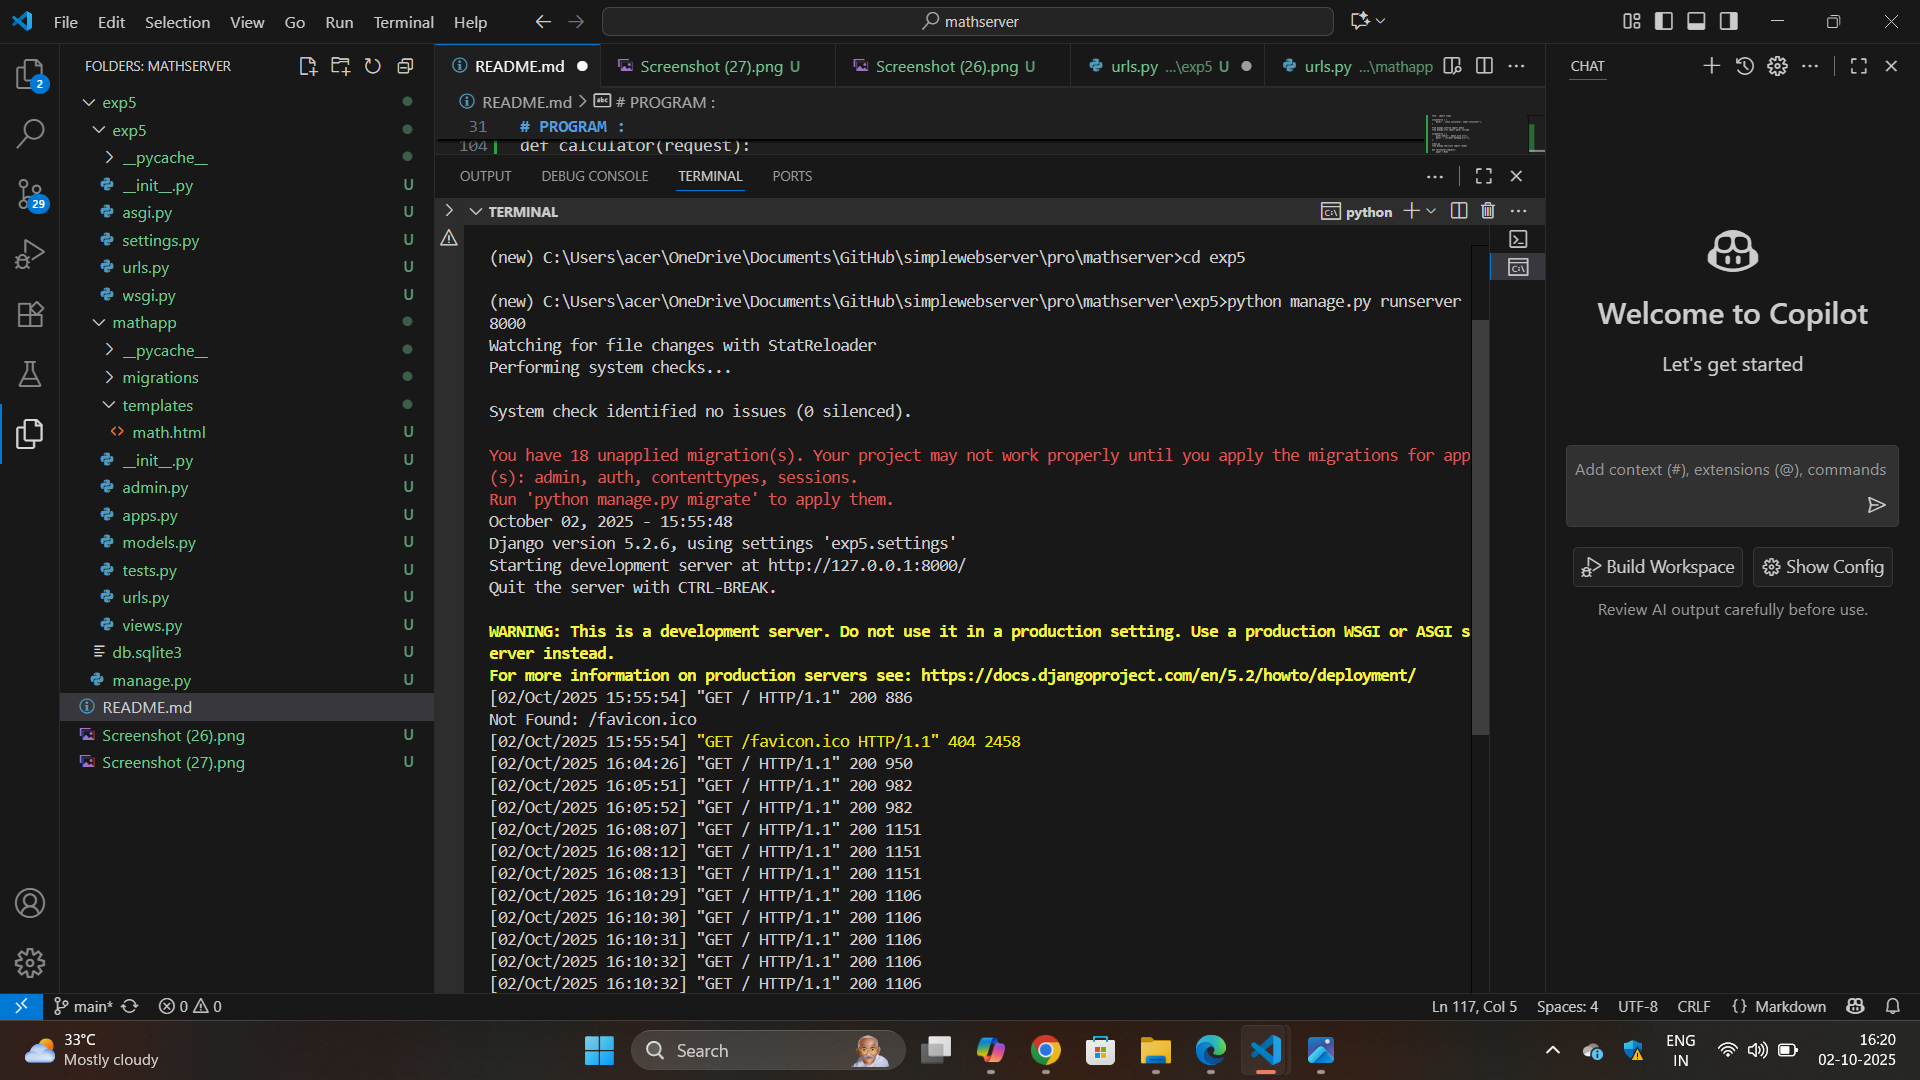 File Edit Selection View Go Run Terminal Help
mathserver
FOLDERS: MATHSERVER
README.md
Screenshot (27).png U
Screenshot (26).png U
urls.py ...\exp5 U
urls.py ...\mathapp
CHAT
README.md > # PROGRAM :
31 # PROGRAM :
104 def calculator(request):
OUTPUT DEBUG CONSOLE TERMINAL PORTS
TERMINAL
python
2
29
exp5
exp5
__pycache__
__init__.py U
asgi.py U
settings.py U
urls.py U
wsgi.py U
mathapp
__pycache__
migrations
templates
math.html U
__init__.py U
admin.py U
apps.py U
models.py U
tests.py U
urls.py U
views.py U
db.sqlite3 U
manage.py U
README.md
Screenshot (26).png U
Screenshot (27).png U
(new) C:\Users\acer\OneDrive\Documents\GitHub\simplewebserver\pro\mathserver>cd exp5
(new) C:\Users\acer\OneDrive\Documents\GitHub\simplewebserver\pro\mathserver\exp5>python manage.py runserver
8000
Watching for file changes with StatReloader
Performing system checks...
System check identified no issues (0 silenced).
You have 18 unapplied migration(s). Your project may not work properly until you apply the migrations for app
(s): admin, auth, contenttypes, sessions.
Run 'python manage.py migrate' to apply them.
October 02, 2025 - 15:55:48
Django version 5.2.6, using settings 'exp5.settings'
Starting development server at http://127.0.0.1:8000/
Quit the server with CTRL-BREAK.
WARNING: This is a development server. Do not use it in a production setting. Use a production WSGI or ASGI s
erver instead.
For more information on production servers see: https://docs.djangoproject.com/en/5.2/howto/deployment/
[02/Oct/2025 15:55:54] "GET / HTTP/1.1" 200 886
Not Found: /favicon.ico
[02/Oct/2025 15:55:54] "GET /favicon.ico HTTP/1.1" 404 2458
[02/Oct/2025 16:04:26] "GET / HTTP/1.1" 200 950
[02/Oct/2025 16:05:51] "GET / HTTP/1.1" 200 982
[02/Oct/2025 16:05:52] "GET / HTTP/1.1" 200 982
[02/Oct/2025 16:08:07] "GET / HTTP/1.1" 200 1151
[02/Oct/2025 16:08:12] "GET / HTTP/1.1" 200 1151
[02/Oct/2025 16:08:13] "GET / HTTP/1.1" 200 1151
[02/Oct/2025 16:10:29] "GET / HTTP/1.1" 200 1106
[02/Oct/2025 16:10:30] "GET / HTTP/1.1" 200 1106
[02/Oct/2025 16:10:31] "GET / HTTP/1.1" 200 1106
[02/Oct/2025 16:10:32] "GET / HTTP/1.1" 200 1106
[02/Oct/2025 16:10:32] "GET / HTTP/1.1" 200 1106
Welcome to Copilot
Let's get started
Add context (#), extensions (@), commands
Build Workspace
Show Config
Review AI output carefully before use.
main* 0 0
Ln 117, Col 5 Spaces: 4 UTF-8 CRLF {} Markdown
33°C
Mostly cloudy
Search
ENG
IN
16:20
02-10-2025